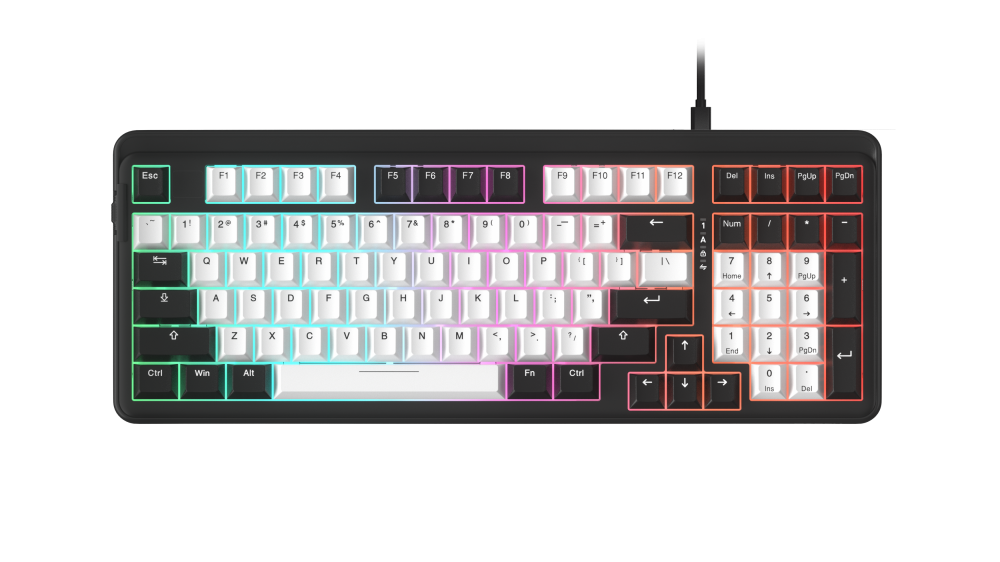 Esc F1 F2 F3 F4 F5 F6 F7 F8 F9 F10 F11 F12 Del Ins PgUp PgDn
` ~ 1 ! 2 @ 3 # 4 $ 5 % 6 ^ 7 & 8 * 9 ( 0 ) - _ = + ← Num / * -
↹ Q W E R T Y U I O P { [ } ] | \ 7 Home 8 ↑ 9 PgUp +
A S D F G H J K L : ; " , ↵ 4 ← 5 6 →
⇧ Z X C V B N M < , > . ? / ⇧ ↑ 1 End 2 ↓ 3 PgDn ↵
Ctrl Win Alt Fn Ctrl ← ↓ → 0 Ins . Del
1
A